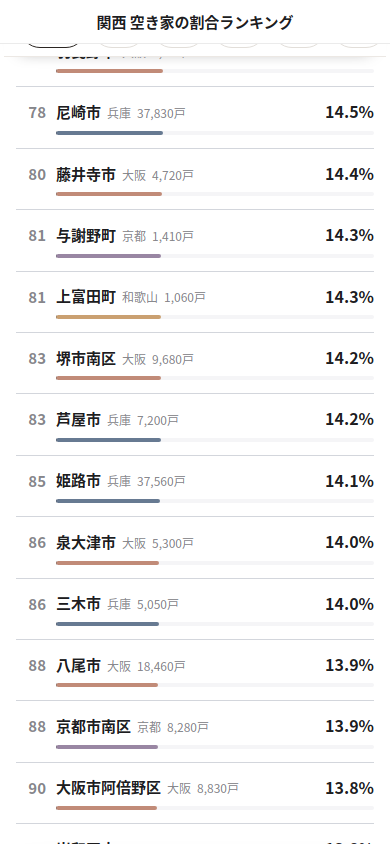 関西 空き家の割合ランキング
78 尼崎市 兵庫 37,830戸 14.5%
80 藤井寺市 大阪 4,720戸 14.4%
81 与謝野町 京都 1,410戸 14.3%
81 上富田町 和歌山 1,060戸 14.3%
83 堺市南区 大阪 9,680戸 14.2%
83 芦屋市 兵庫 7,200戸 14.2%
85 姫路市 兵庫 37,560戸 14.1%
86 泉大津市 大阪 5,300戸 14.0%
86 三木市 兵庫 5,050戸 14.0%
88 八尾市 大阪 18,460戸 13.9%
88 京都市南区 京都 8,280戸 13.9%
90 大阪市阿倍野区 大阪 8,830戸 13.8%